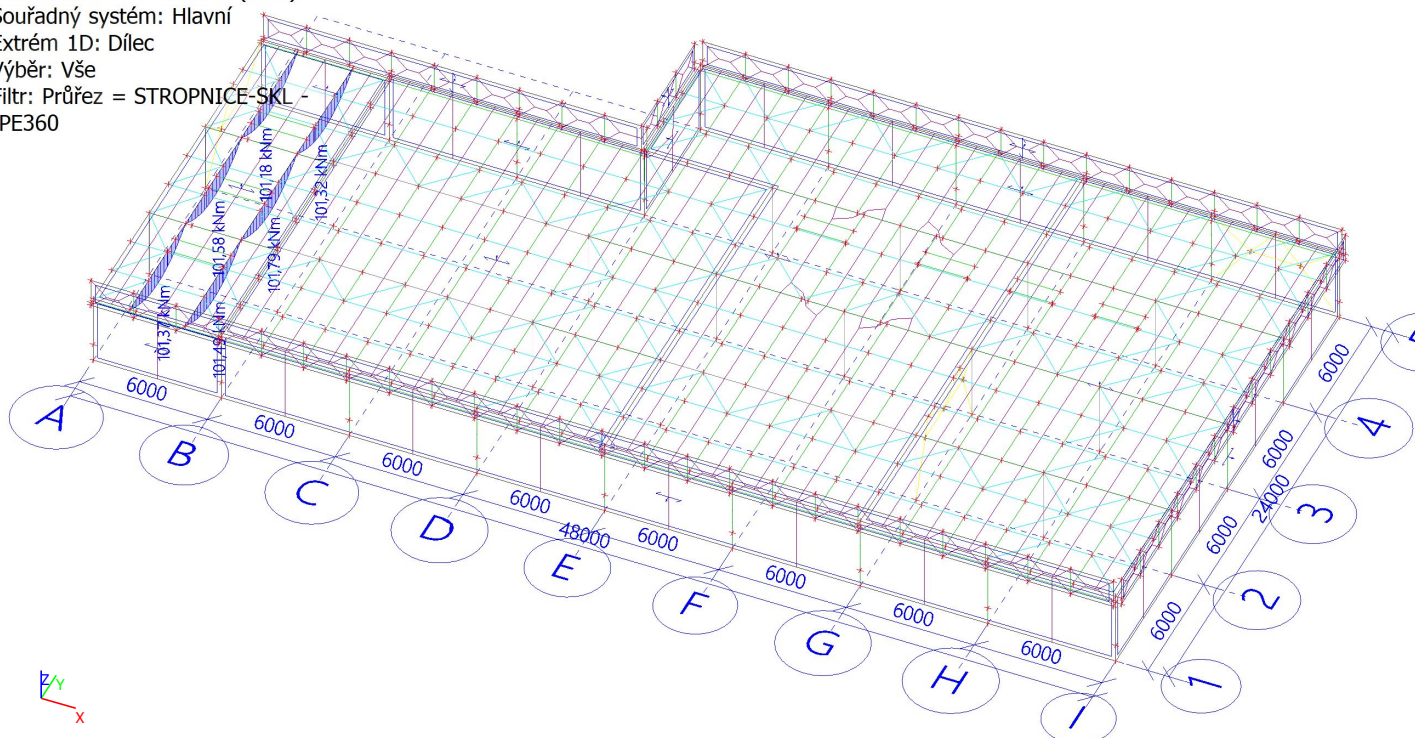 Souřadný systém: Hlavní
Extrém 1D: Dílec
Výběr: Vše
Filtr: Průřez = STROPNICE-SKL -
IPE360
101,18 kNm
101,32 kNm
101,58 kNm
101,79 kNm
101,37 kNm
101,49 kNm
6000
6000
6000
6000
48000
6000
6000
6000
6000
6000
6000
24000
6000
6000
A
B
C
D
E
F
G
H
I
4
3
2
1
Z
Y
X